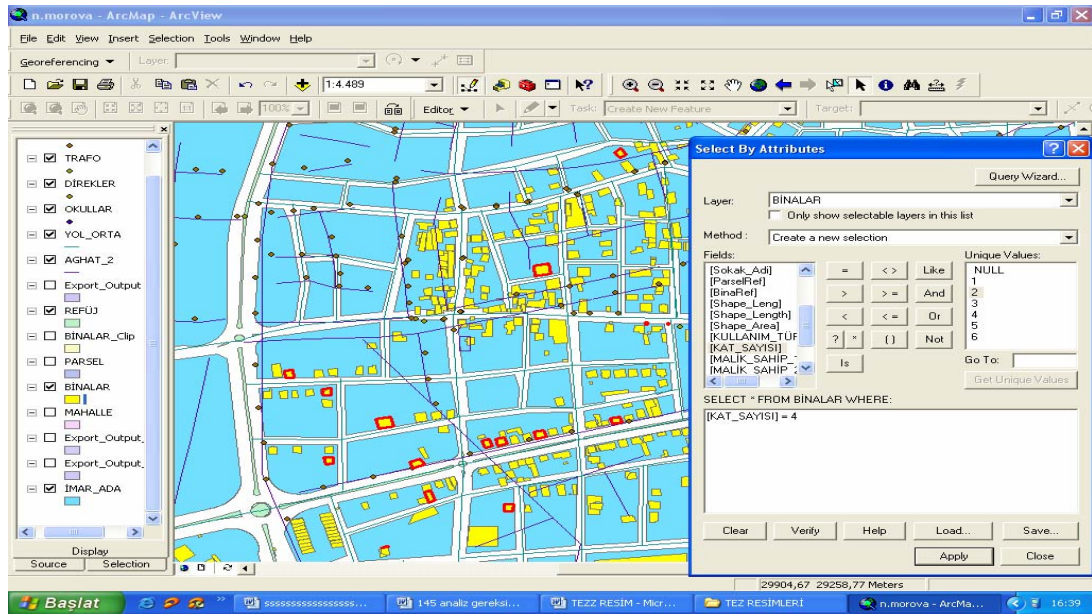 n.morova - ArcMap - ArcView
File Edit View Insert Selection Tools Window Help
Georeferencing Layer:
1:4.489
100% Editor Task: Create New Feature Target:
TRAFO
DİREKLER
OKULLAR
YOL_ORTA
AGHAT_2
Export_Output
REFÜJ
BİNALAR_Clip
PARSEL
BİNALAR
MAHALLE
Export_Output_
Export_Output_
İMAR_ADA
Display
Source Selection
Select By Attributes
Query Wizard...
Layer: BİNALAR
Only show selectable layers in this list
Method : Create a new selection
Fields: Unique Values:
[Sokak_Adi]
[ParselRef]
[BinaRef]
[Shape_Leng]
[Shape_Length]
[Shape_Area]
[KULLANIM_TÜF
[KAT_SAYISI]
[MALİK_SAHİP_
[MALİK_SAHİP_2
= < > Like
> > = And
< < = Or
? * ( ) Not
Is
NULL
1
2
3
4
5
6
Go To:
Get Unique Values
SELECT * FROM BİNALAR WHERE:
[KAT_SAYISI] = 4
Clear Verify Help Load... Save...
Apply Close
29904,67 29258,77 Meters
Başlat ssssssssssssssss... 145 analiz gereksi... TEZZ RESİM - Micr... TEZ RESİMLERİ n.morova - ArcMa... 16:39